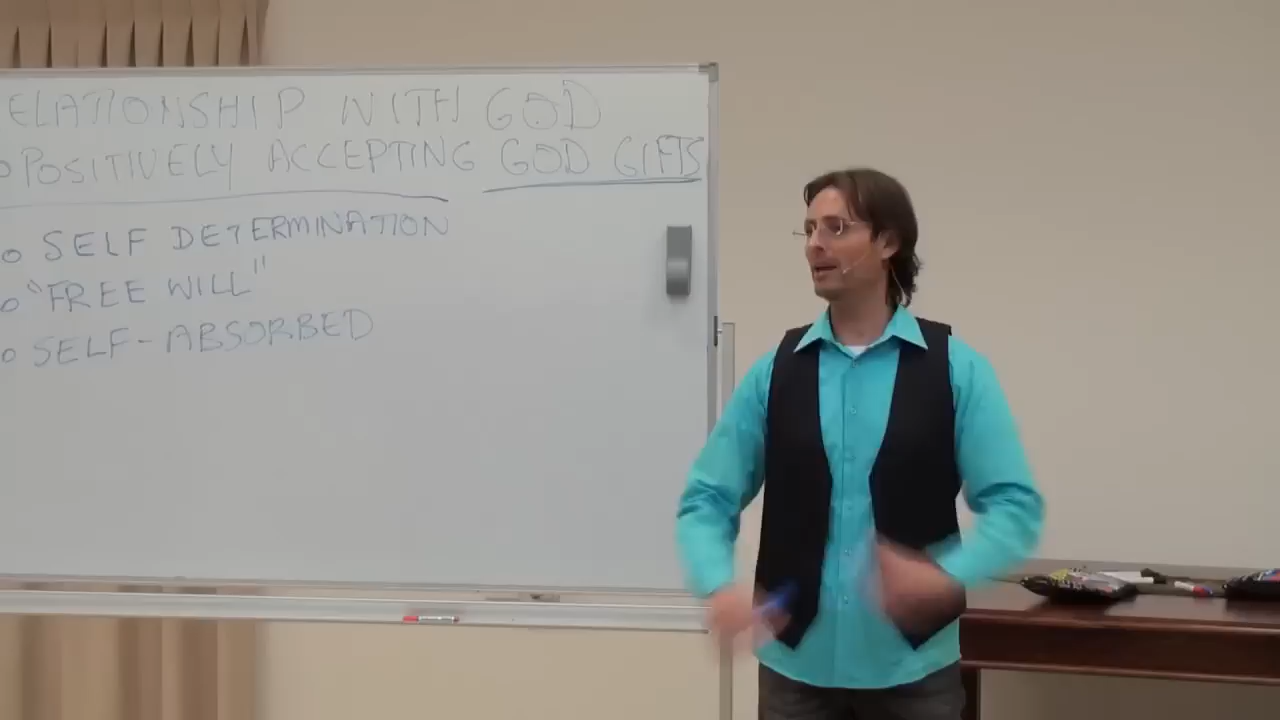 ELATIONSHIP WITH GOD
o POSITIVELY ACCEPTING GOD GIFTS
o SELF DETERMINATION
o "FREE WILL"
o SELF-ABSORBED